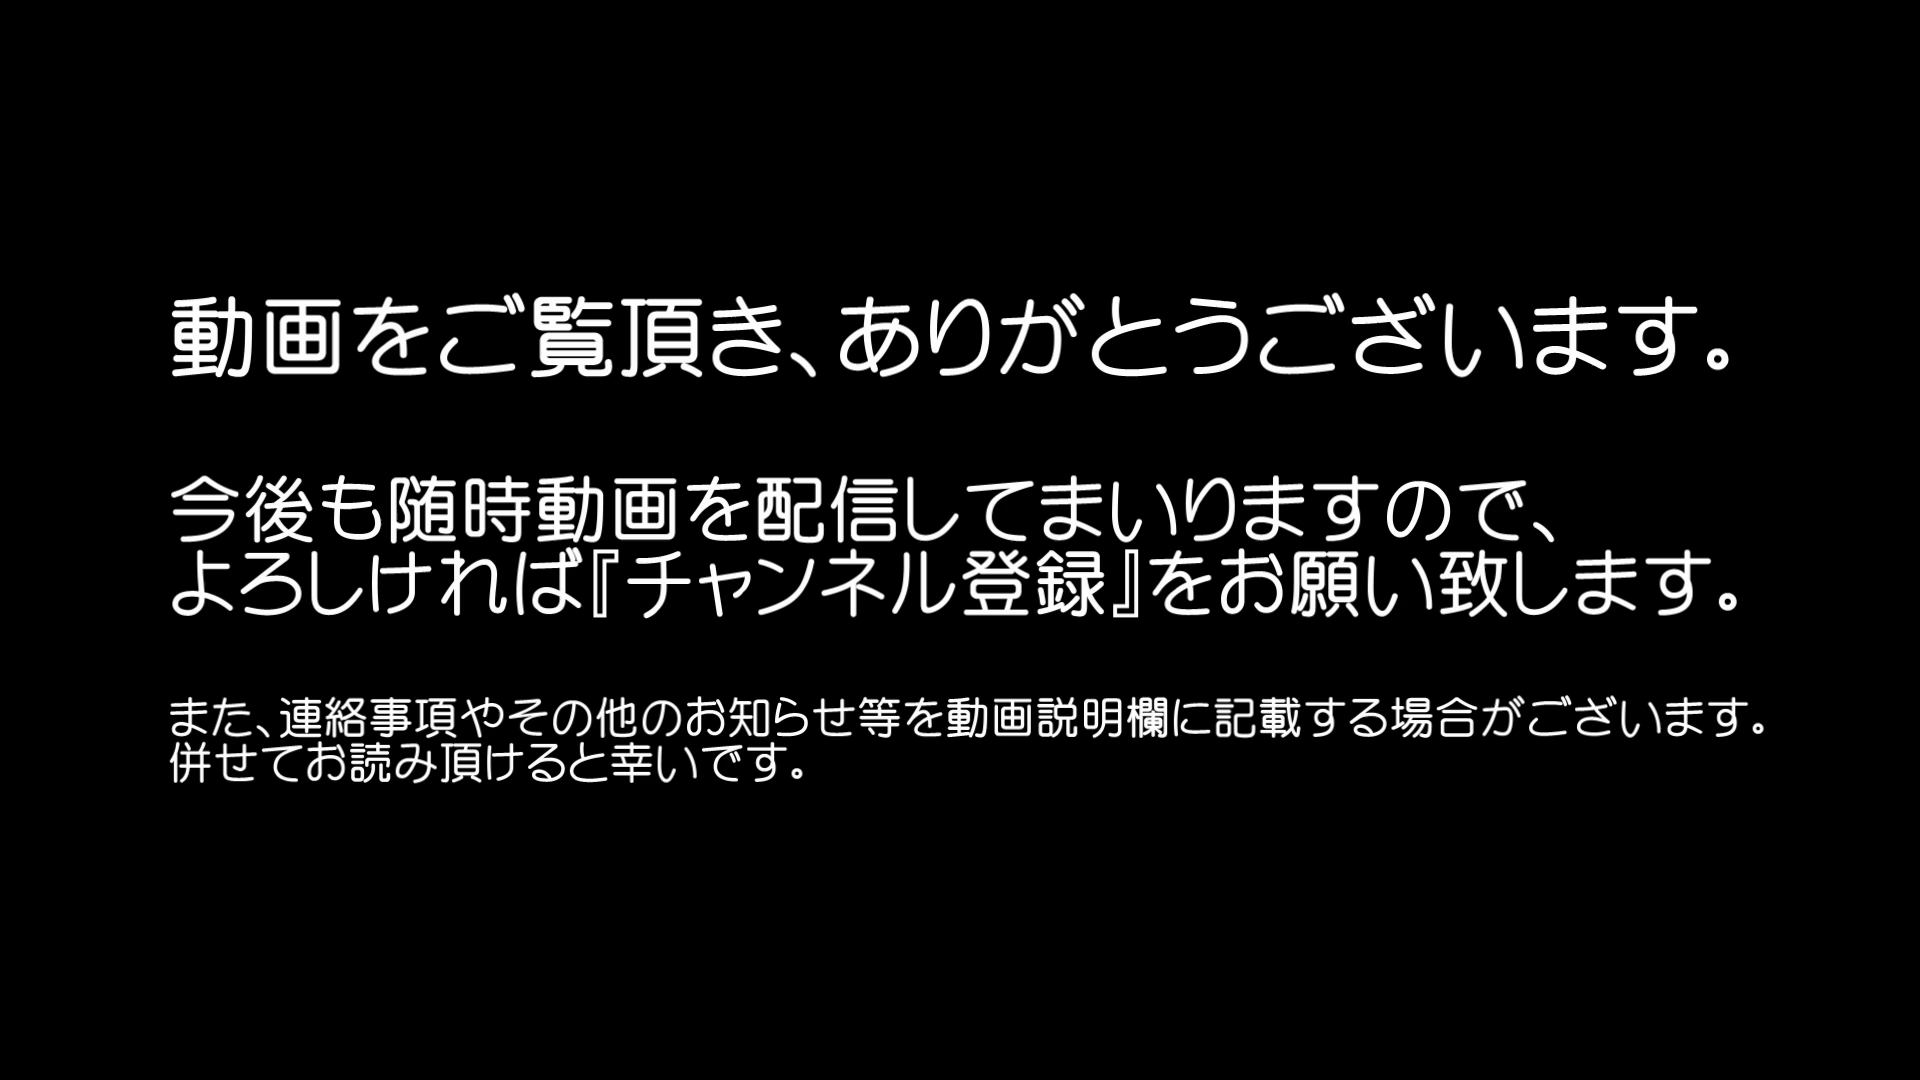 動画をご覧頂き、ありがとうございます。
今後も随時動画を配信してまいりますので、
よろしければ『チャンネル登録』をお願い致します。
また、連絡事項やその他のお知らせ等を動画説明欄に記載する場合がございます。
併せてお読み頂けると幸いです。